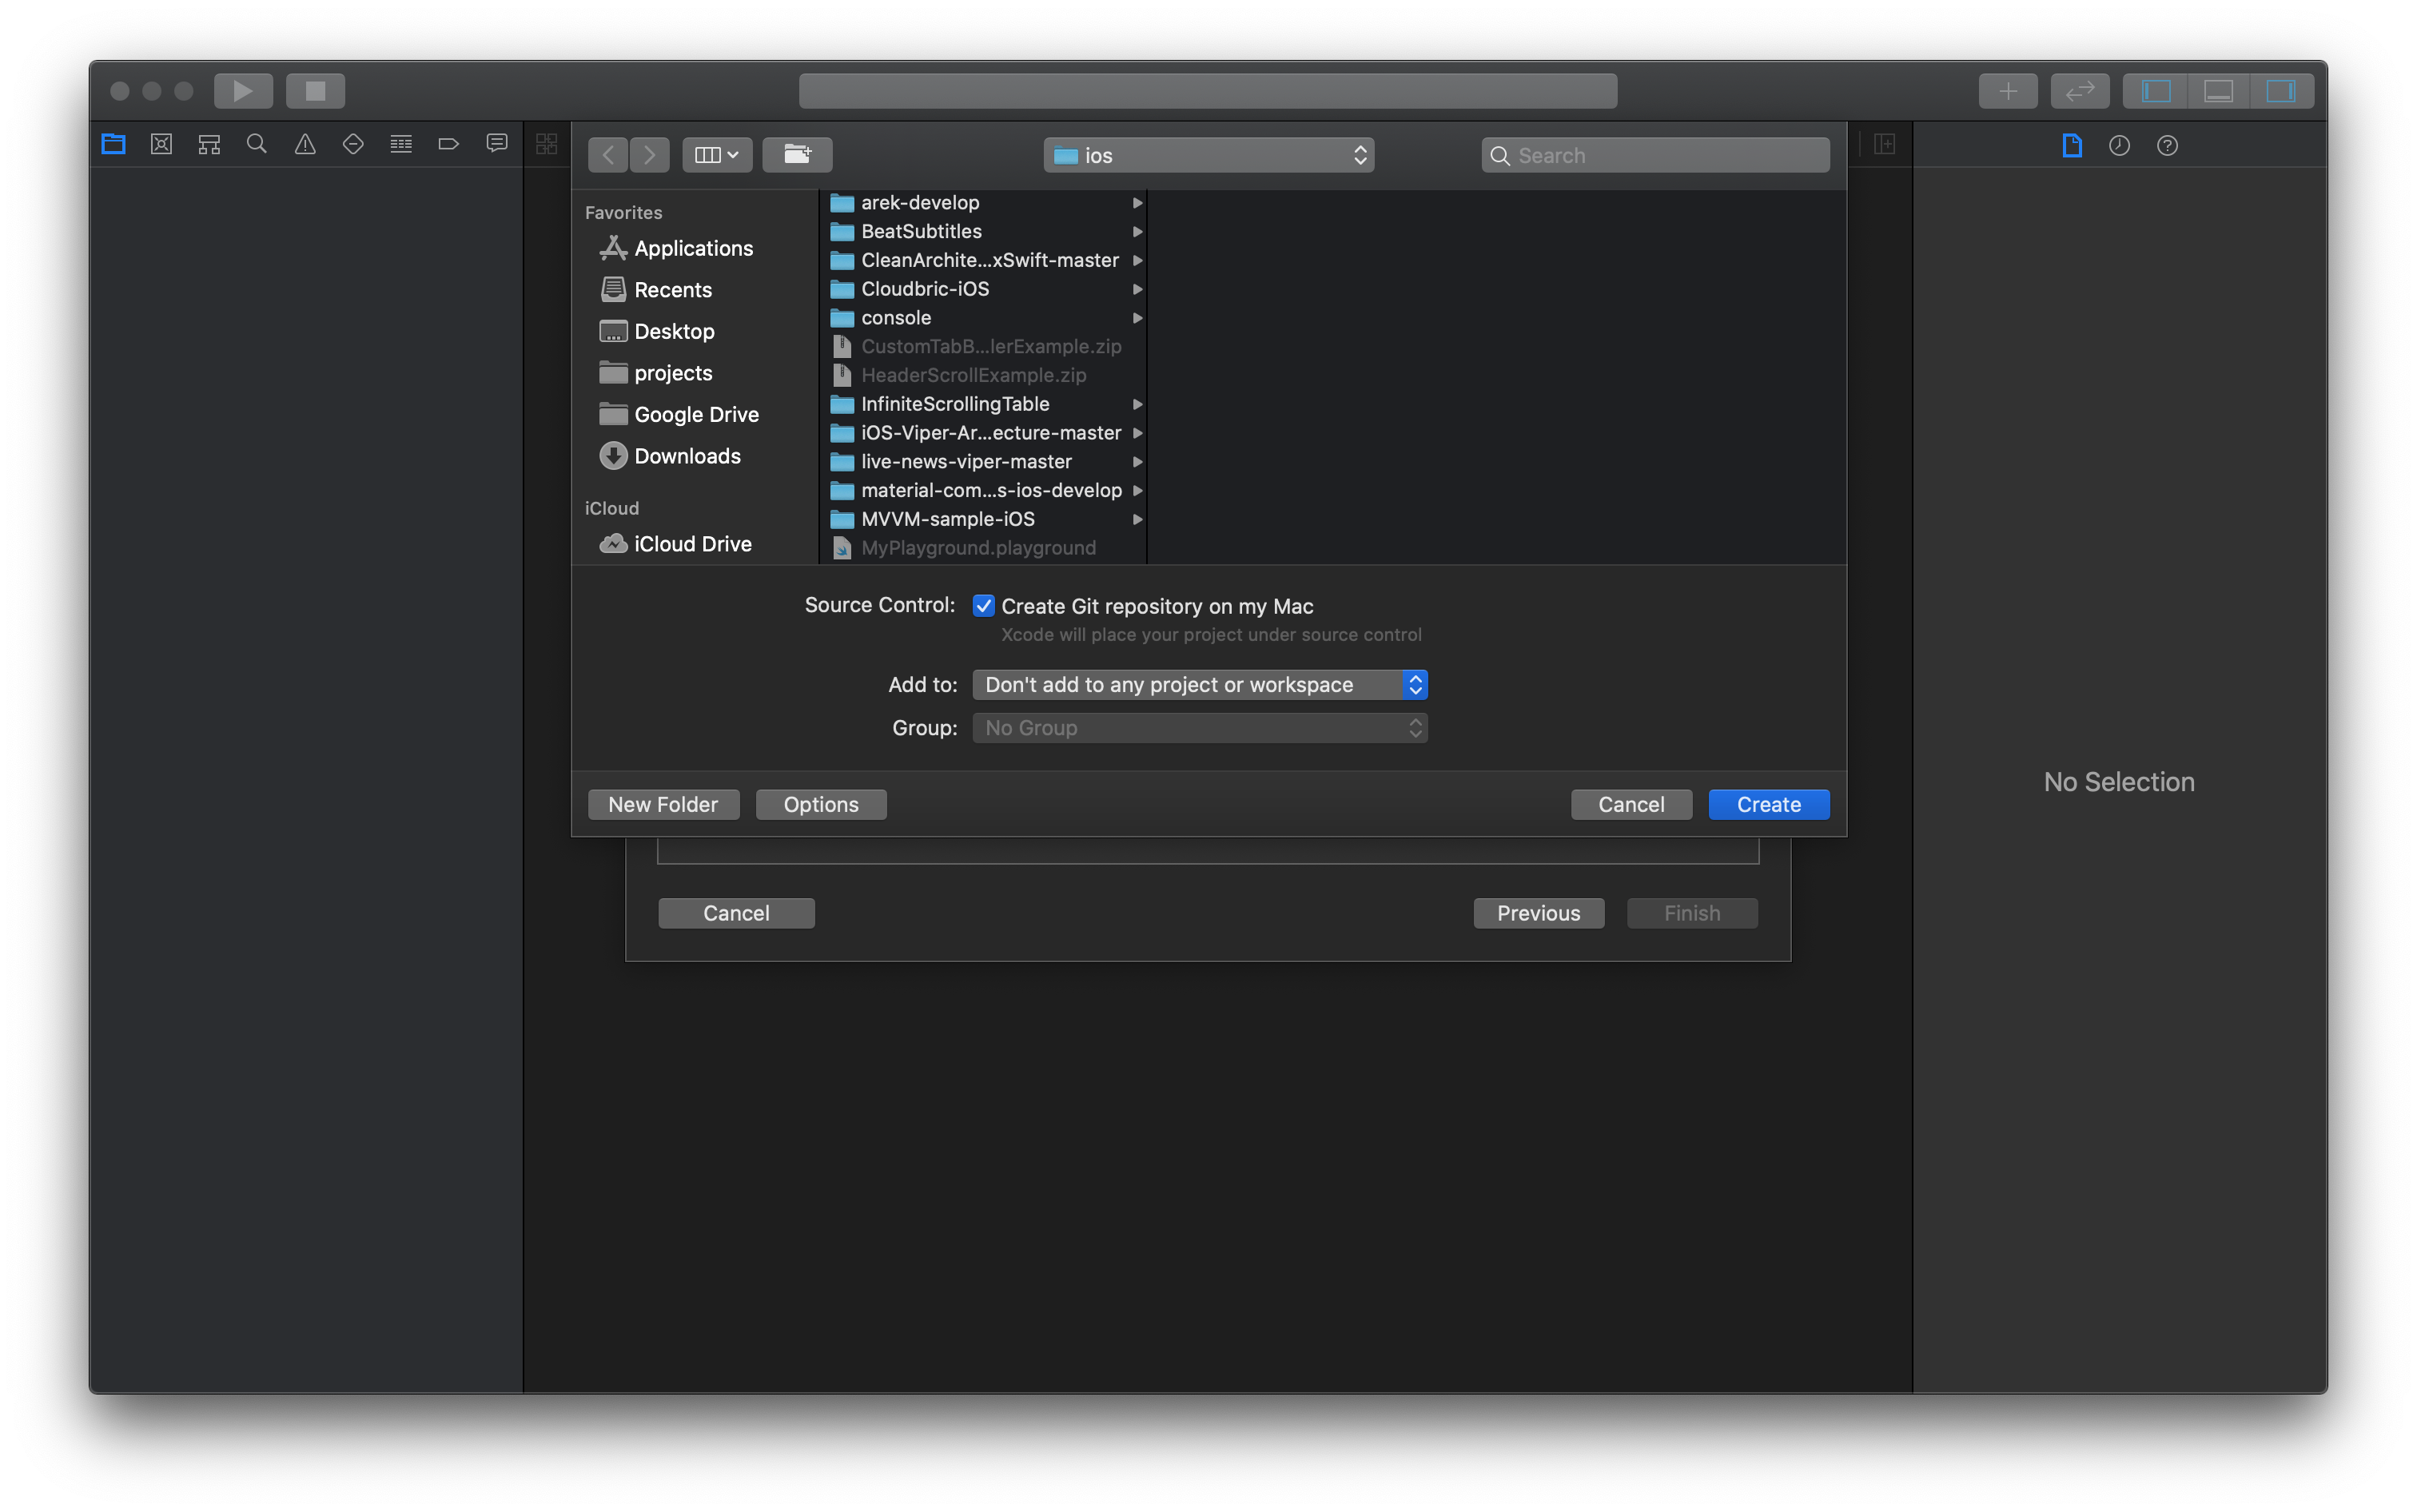 ios
Search
Favorites
Applications
Recents
Desktop
projects
Google Drive
Downloads
iCloud
iCloud Drive
arek-develop
BeatSubtitles
CleanArchite...xSwift-master
Cloudbric-iOS
console
CustomTabB...lerExample.zip
HeaderScrollExample.zip
InfiniteScrollingTable
iOS-Viper-Ar...ecture-master
live-news-viper-master
material-com...s-ios-develop
MVVM-sample-iOS
MyPlayground.playground
Source Control: Create Git repository on my Mac
Xcode will place your project under source control
Add to: Don't add to any project or workspace
Group: No Group
New Folder Options Cancel Create
Cancel Previous Finish
No Selection